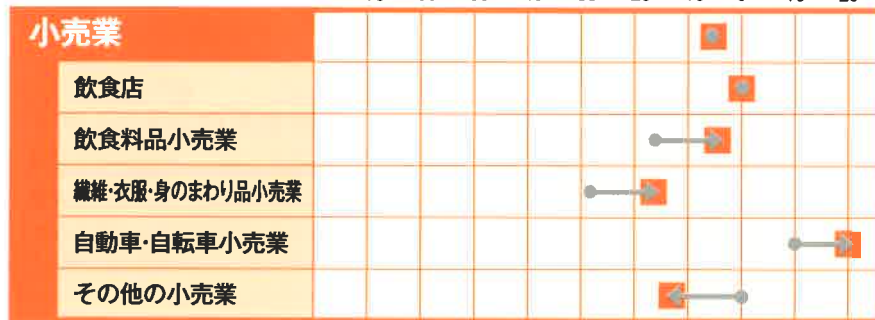 小売業
飲食店
飲食料品小売業
繊維・衣服・身のまわり品小売業
自動車・自転車小売業
その他の小売業